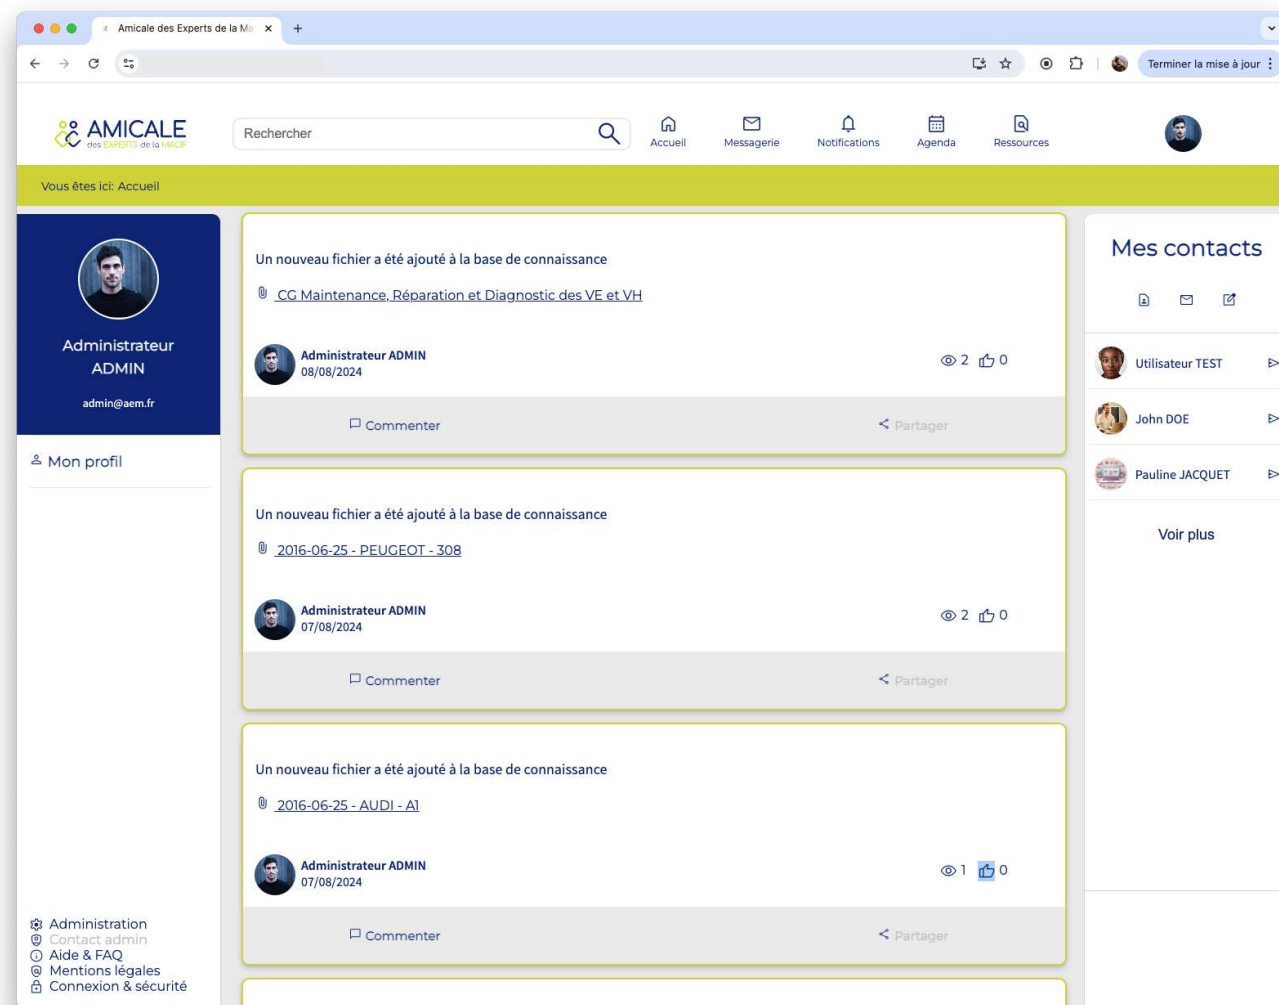 Amicale des Experts de la Ma
Terminer la mise à jour
AMICALE
des EXPERTS de la MACIF
Rechercher
Accueil
Messagerie
Notifications
Agenda
Ressources
Vous êtes ici: Accueil
Administrateur
ADMIN
admin@aem.fr
Mon profil
Administration
Contact admin
Aide & FAQ
Mentions légales
Connexion & sécurité
Un nouveau fichier a été ajouté à la base de connaissance
CG Maintenance, Réparation et Diagnostic des VE et VH
Administrateur ADMIN
08/08/2024
2 0
Commenter
Partager
Un nouveau fichier a été ajouté à la base de connaissance
2016-06-25 - PEUGEOT - 308
Administrateur ADMIN
07/08/2024
2 0
Commenter
Partager
Un nouveau fichier a été ajouté à la base de connaissance
2016-06-25 - AUDI - A1
Administrateur ADMIN
07/08/2024
1 0
Commenter
Partager
Mes contacts
Utilisateur TEST
John DOE
Pauline JACQUET
Voir plus